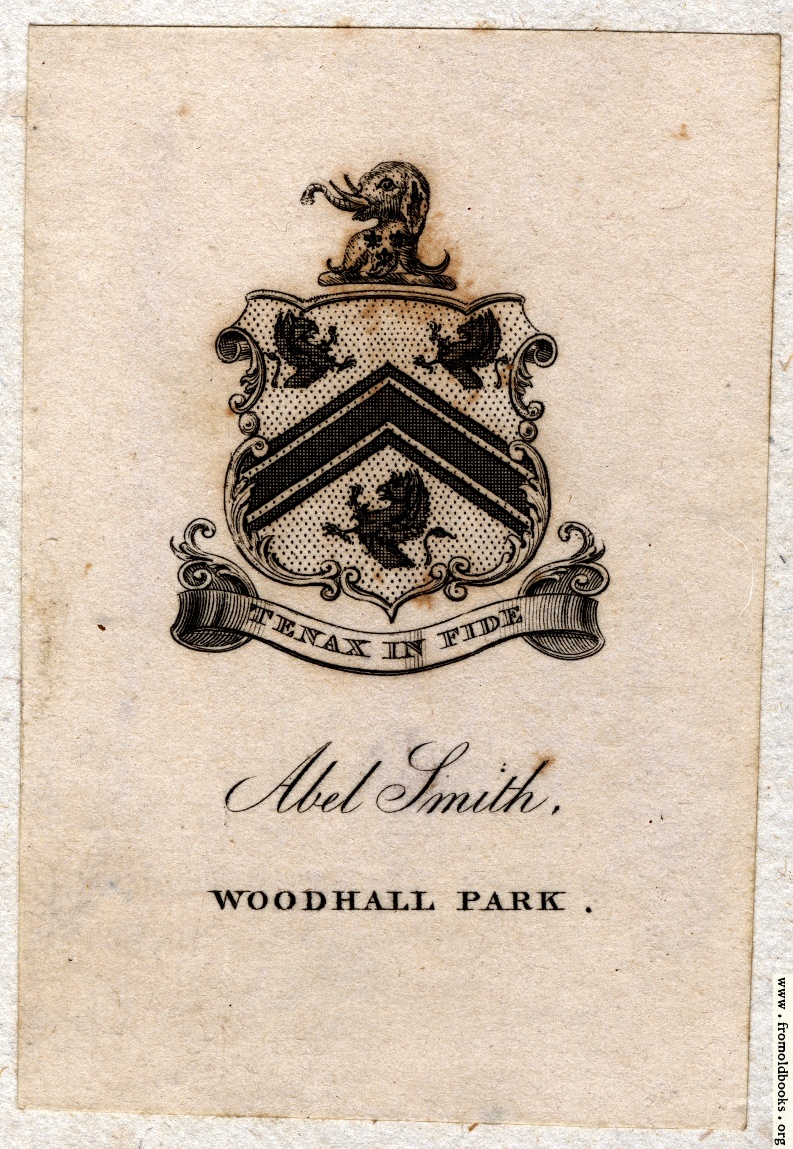 TENAX IN FIDE
Abel Smith.
WOODHALL PARK .
www.fromoldbooks.org